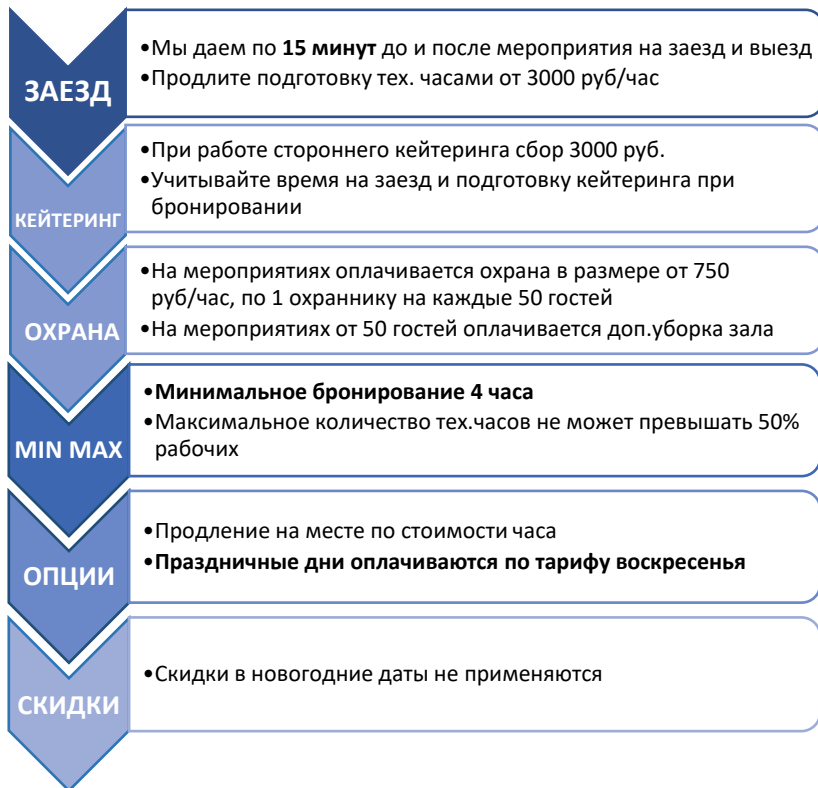 ЗАЕЗД
•Мы даем по 15 минут до и после мероприятия на заезд и выезд
•Продлите подготовку тех. часами от 3000 руб/час
КЕЙТЕРИНГ
•При работе стороннего кейтеринга сбор 3000 руб.
•Учитывайте время на заезд и подготовку кейтеринга при
бронировании
ОХРАНА
•На мероприятиях оплачивается охрана в размере от 750
руб/час, по 1 охраннику на каждые 50 гостей
•На мероприятиях от 50 гостей оплачивается доп.уборка зала
MIN MAX
•Минимальное бронирование 4 часа
•Максимальное количество тех.часов не может превышать 50%
рабочих
ОПЦИИ
•Продление на месте по стоимости часа
•Праздничные дни оплачиваются по тарифу воскресенья
СКИДКИ
•Скидки в новогодние даты не применяются